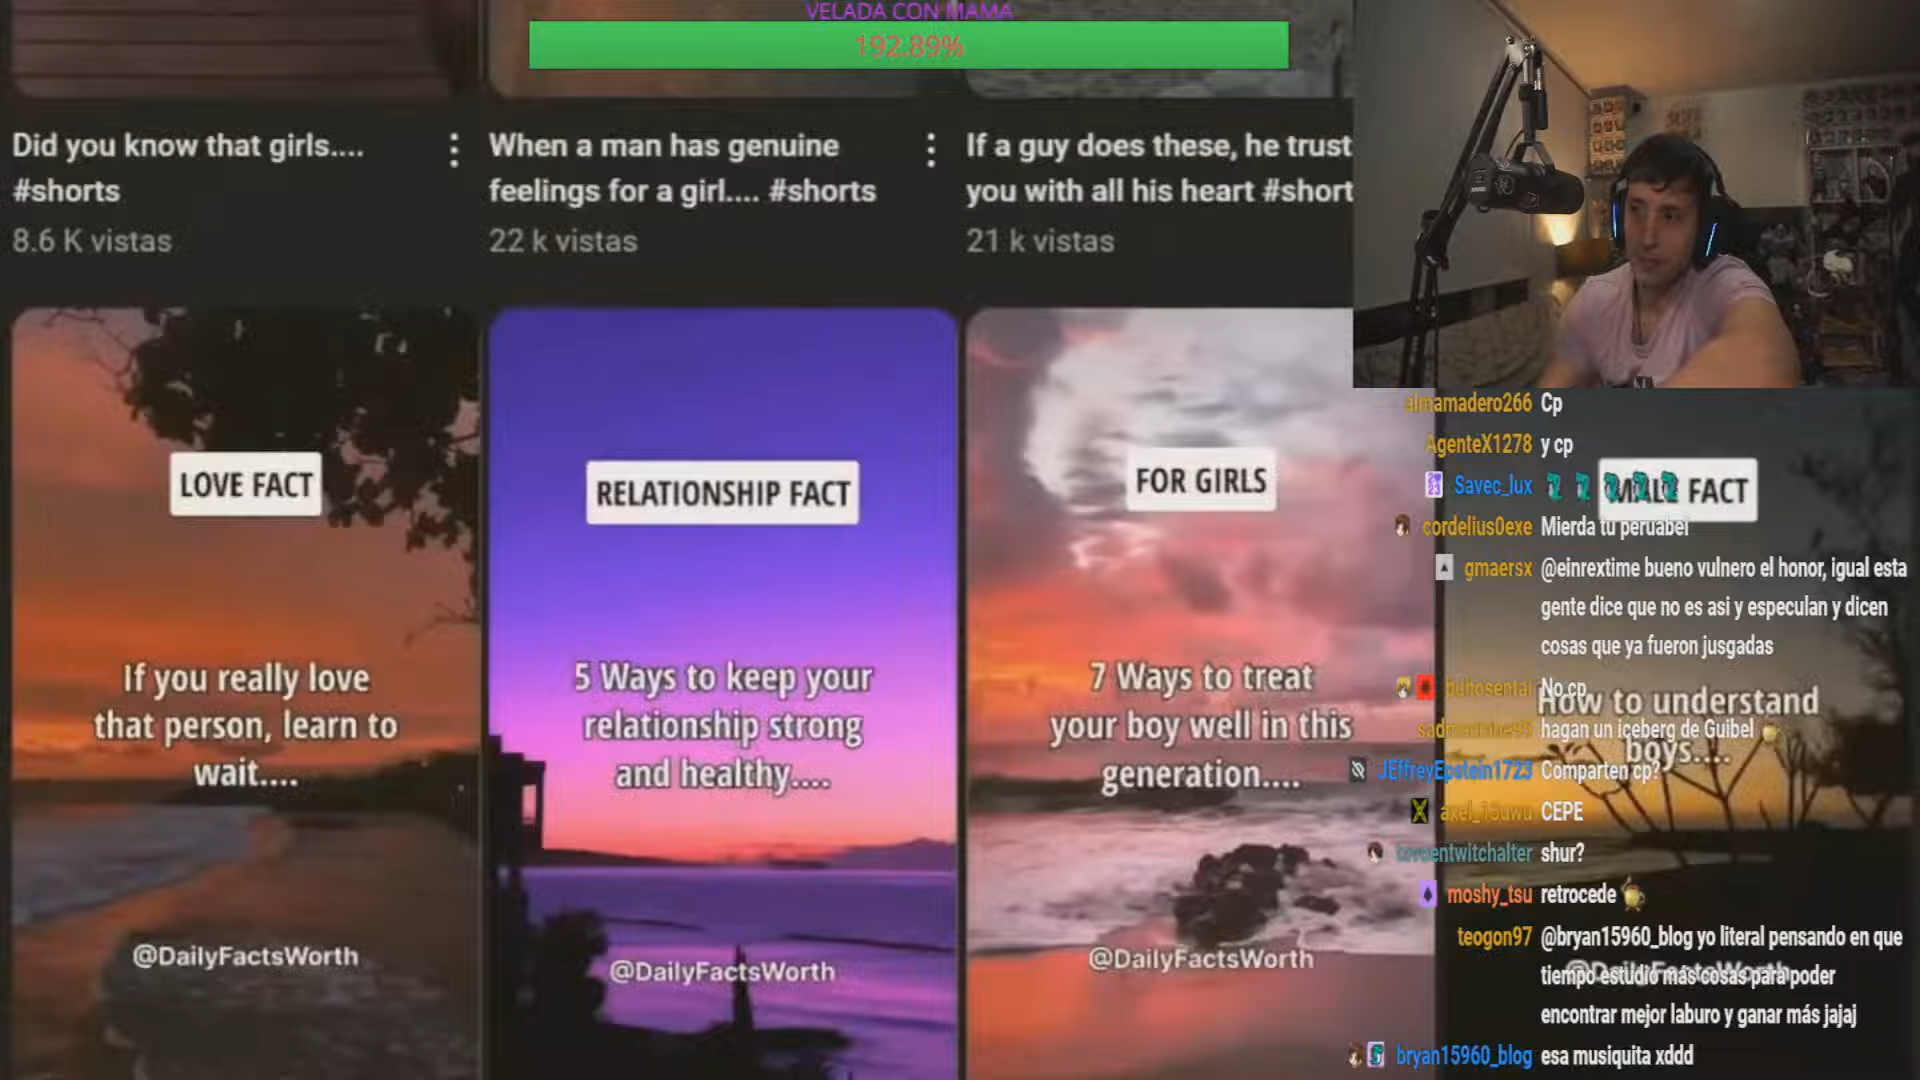 VELADA CON MAMA
192.89%
Did you know that girls....
#shorts
8.6 K vistas
When a man has genuine
feelings for a girl.... #shorts
22 k vistas
If a guy does these, he trust
you with all his heart #short
21 k vistas
LOVE FACT
If you really love
that person, learn to
wait....
@DailyFactsWorth
RELATIONSHIP FACT
5 Ways to keep your
relationship strong
and healthy....
@DailyFactsWorth
FOR GIRLS
7 Ways to treat
your boy well in this
generation....
@DailyFactsWorth
MALE FACT
How to understand
boys....
@DailyFactsWorth
almamadero266 Cp
AgenteX1278 y cp
Savec_lux
cordelius0exe Mierda tu peruabel
gmaersx @einrextime bueno vulnero el honor, igual esta
gente dice que no es asi y especulan y dicen
cosas que ya fueron jusgadas
No cp
hagan un iceberg de Guibel
JEffreyEpstein1723 Comparten cp?
axel_15uwu CEPE
toroentwitchalter shur?
moshy_tsu retrocede
teogon97 @bryan15960_blog yo literal pensando en que
tiempo estudio mas cosas para poder
encontrar mejor laburo y ganar más jajaj
bryan15960_blog esa musiquita xddd